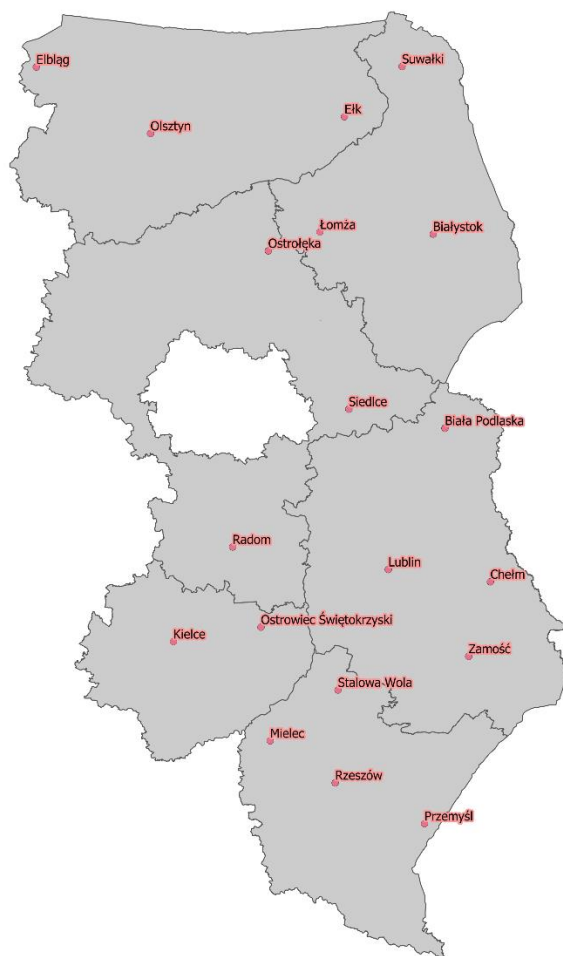 Elbląg
Suwałki
Ełk
Olsztyn
Łomża
Białystok
Ostrołęka
Siedlce
Biała Podlaska
Radom
Lublin
Chełm
Ostrowiec Świętokrzyski
Kielce
Zamość
Stalowa Wola
Mielec
Rzeszów
Przemyśl